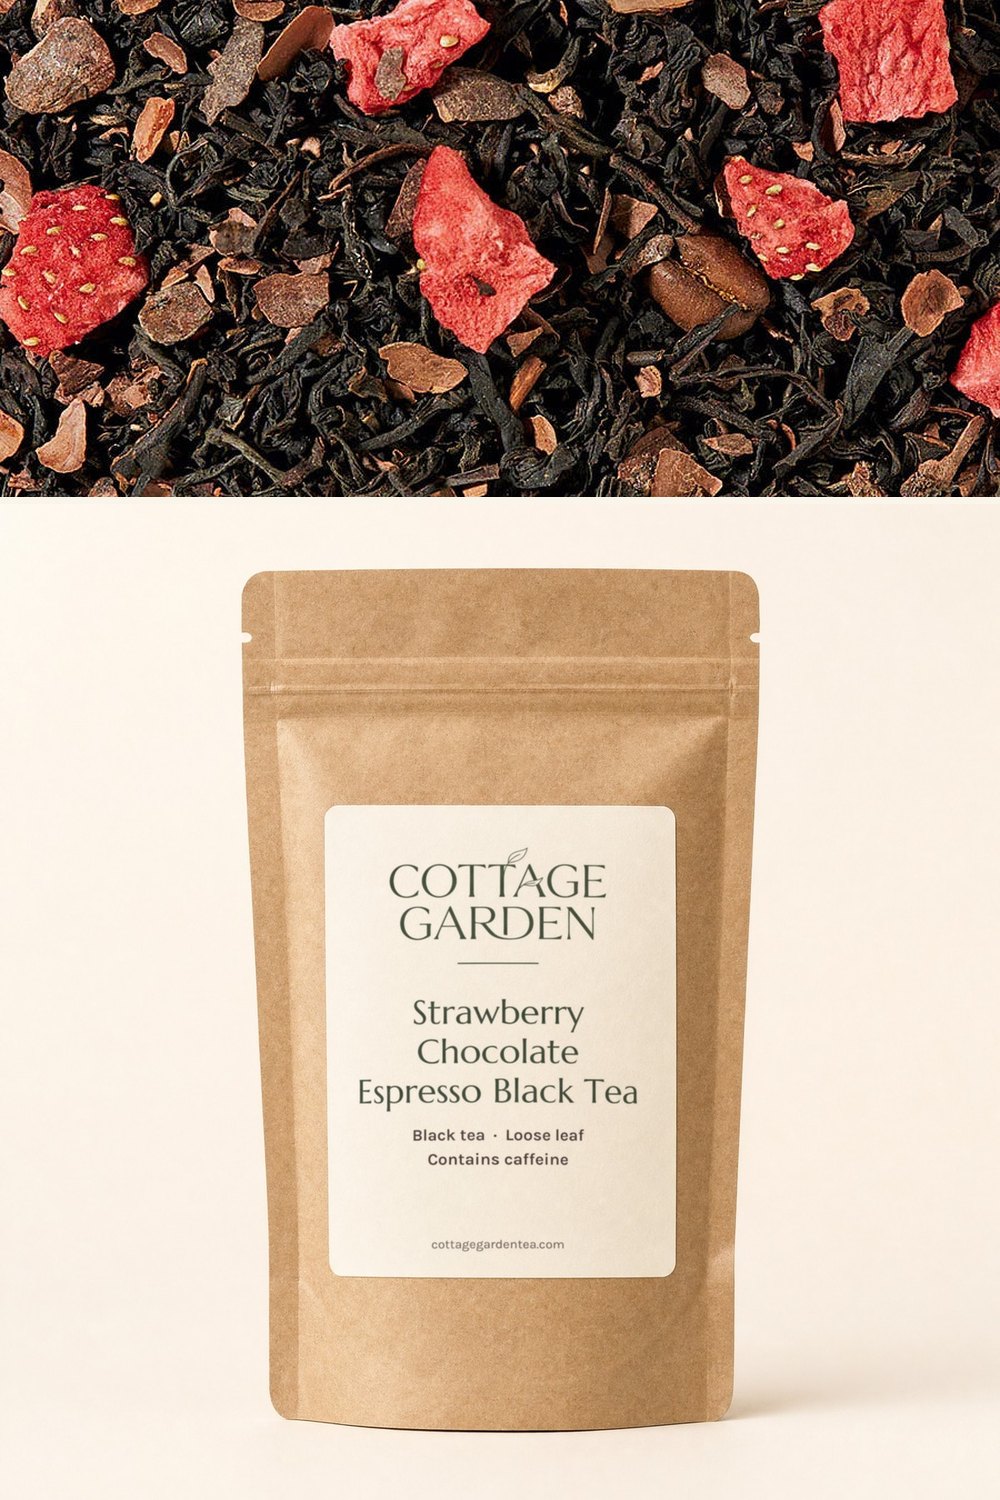 COTTAGE
GARDEN
Strawberry
Chocolate
Espresso Black Tea
Black tea · Loose leaf
Contains caffeine
cottagegardentea.com